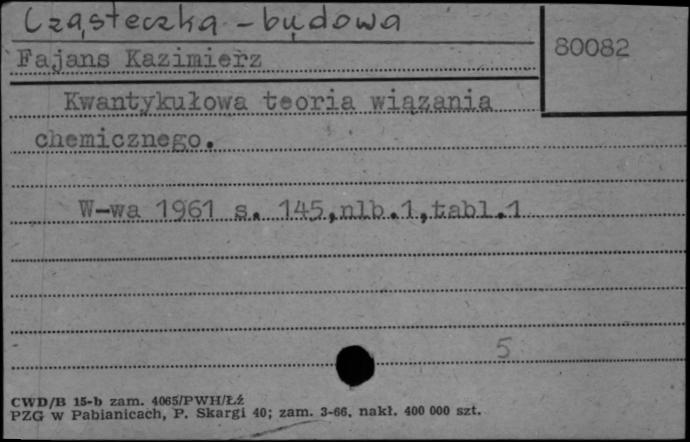 Cząsteczka - budowa
80082
Fajans Kazimierz
Kwantykułowa teoria wiązania
chemicznego.
W-wa 1961 s. 145,nlb.1,tabl.1
5
CWD/B 15-b zam. 4065/PWH/Łź
PZG w Pabianicach, P. Skargi 40; zam. 3-66, nakł. 400 000 szt.